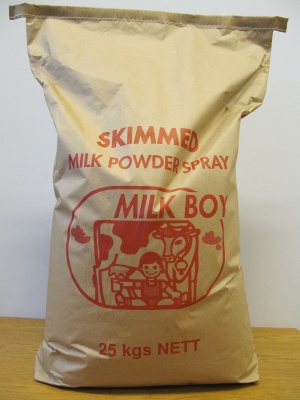 SKIMMED
MILK POWDER SPRAY
MILK BOY
25 kgs NETT